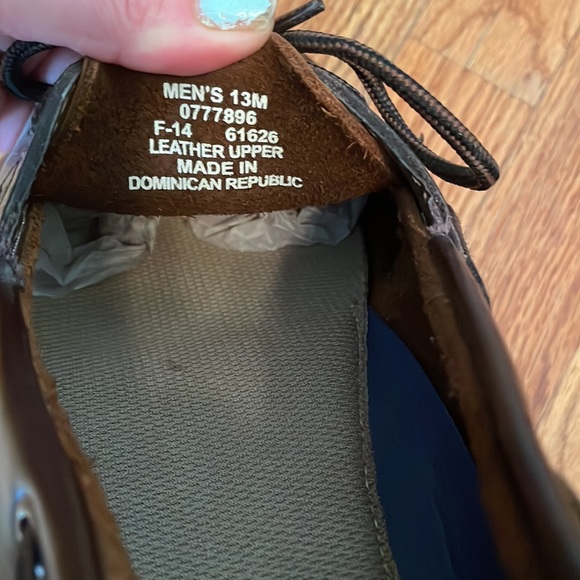 MEN'S 13M
0777896
F-14 61626
LEATHER UPPER
MADE IN
DOMINICAN REPUBLIC